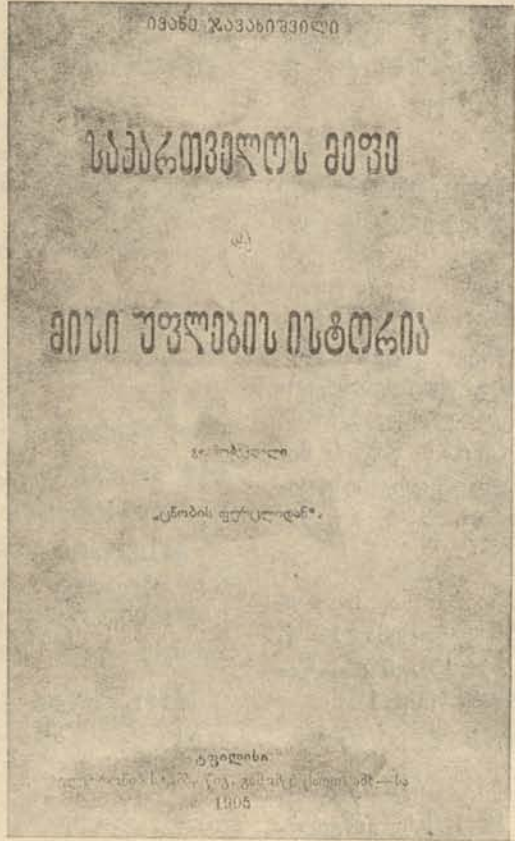 ივანე ჯავახიშვილი
საქართველოს მეფე
და
მისი უფლების ისტორია
„ცნობის ფურცლიდან“.
ტფილისი
1905